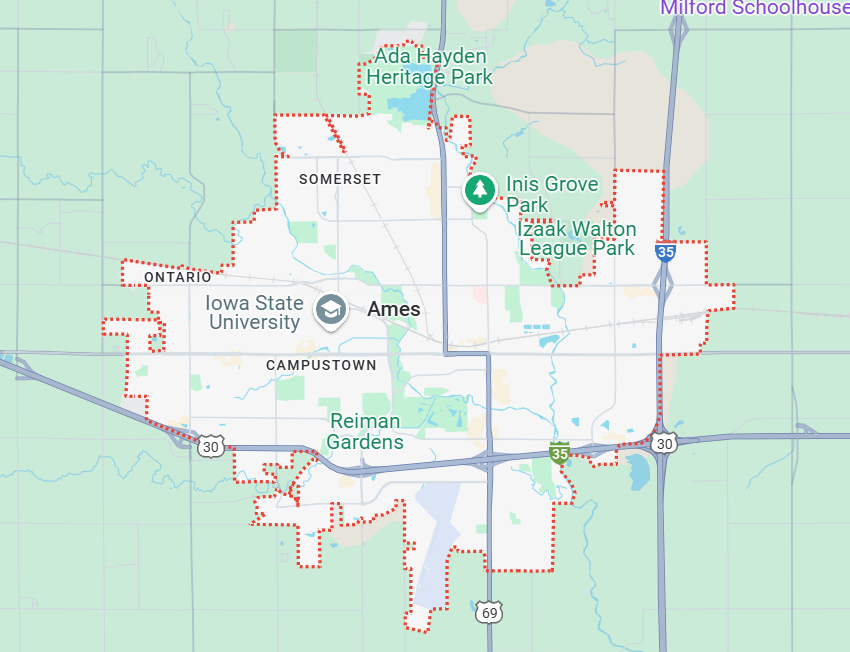 Milford Schoolhouse
Ada Hayden
Heritage Park
SOMERSET
Inis Grove
Park
Izaak Walton
League Park
35
ONTARIO
Iowa State
University
Ames
CAMPUSTOWN
Reiman
Gardens
30
35
30
69